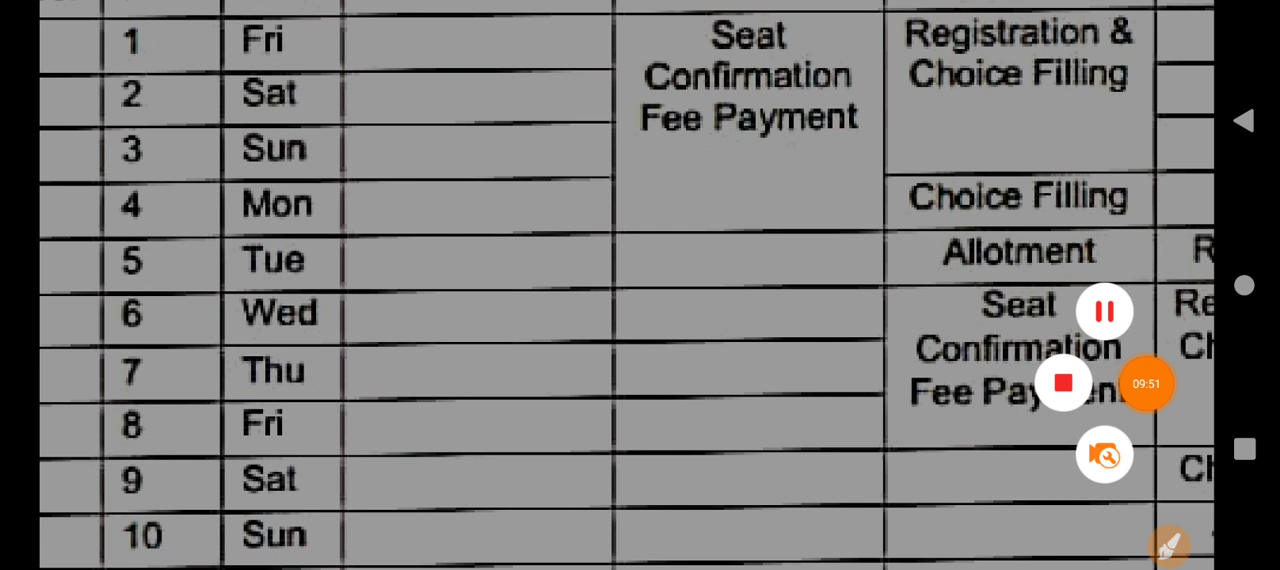 1 Fri Seat Registration &
2 Sat Confirmation Choice Filling
Fee Payment
3 Sun
4 Mon Choice Filling
5 Tue Allotment
6 Wed Seat
Confirmation
7 Thu Fee
8 Fri
9 Sat
10 Sun
09:51